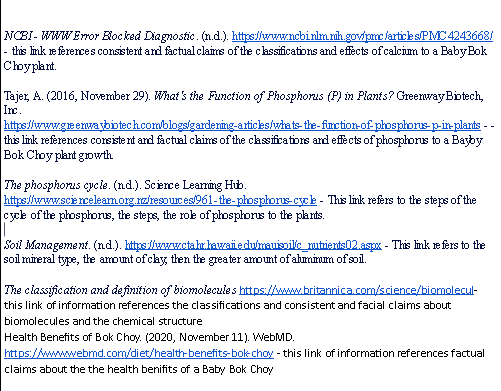 NCBI - WWW Error Blocked Diagnostic. (n.d.). https://www.ncbi.nlm.nih.gov/pmc/articles/PMC4243668/
- this link references consistent and factual claims of the classifications and effects of calcium to a Baby Bok
Choy plant.
Tajer, A. (2016, November 29). What's the Function of Phosphorus (P) in Plants? Greenway Biotech,
Inc.
https://www.greenwaybiotech.com/blogs/gardening-articles/whats-the-function-of-phosphorus-p-in-plants - -
this link references consistent and factual claims of the classifications and effects of phosphorus to a Bayby
Bok Choy plant growth.
The phosphorus cycle. (n.d.). Science Learning Hub.
https://www.sciencelearn.org.nz/resources/961-the-phosphorus-cycle - This link refers to the steps of the
cycle of the phosphorus, the steps, the role of phosphorus to the plants.
Soil Management. (n.d.). https://www.ctahr.hawaii.edu/mauisoil/c_nutrients02.aspx - This link refers to the
soil mineral type, the amount of clay, then the greater amount of aluminum of soil.
The classification and definition of biomolecules https://www.britannica.com/science/biomolecul-
this link of information references the classifications and consistent and facial claims about
biomolecules and the chemical structure
Health Benefits of Bok Choy. (2020, November 11). WebMD.
https://www.webmd.com/diet/health-benefits-bok-choy - this link of information references factual
claims about the the health benifits of a Baby Bok Choy